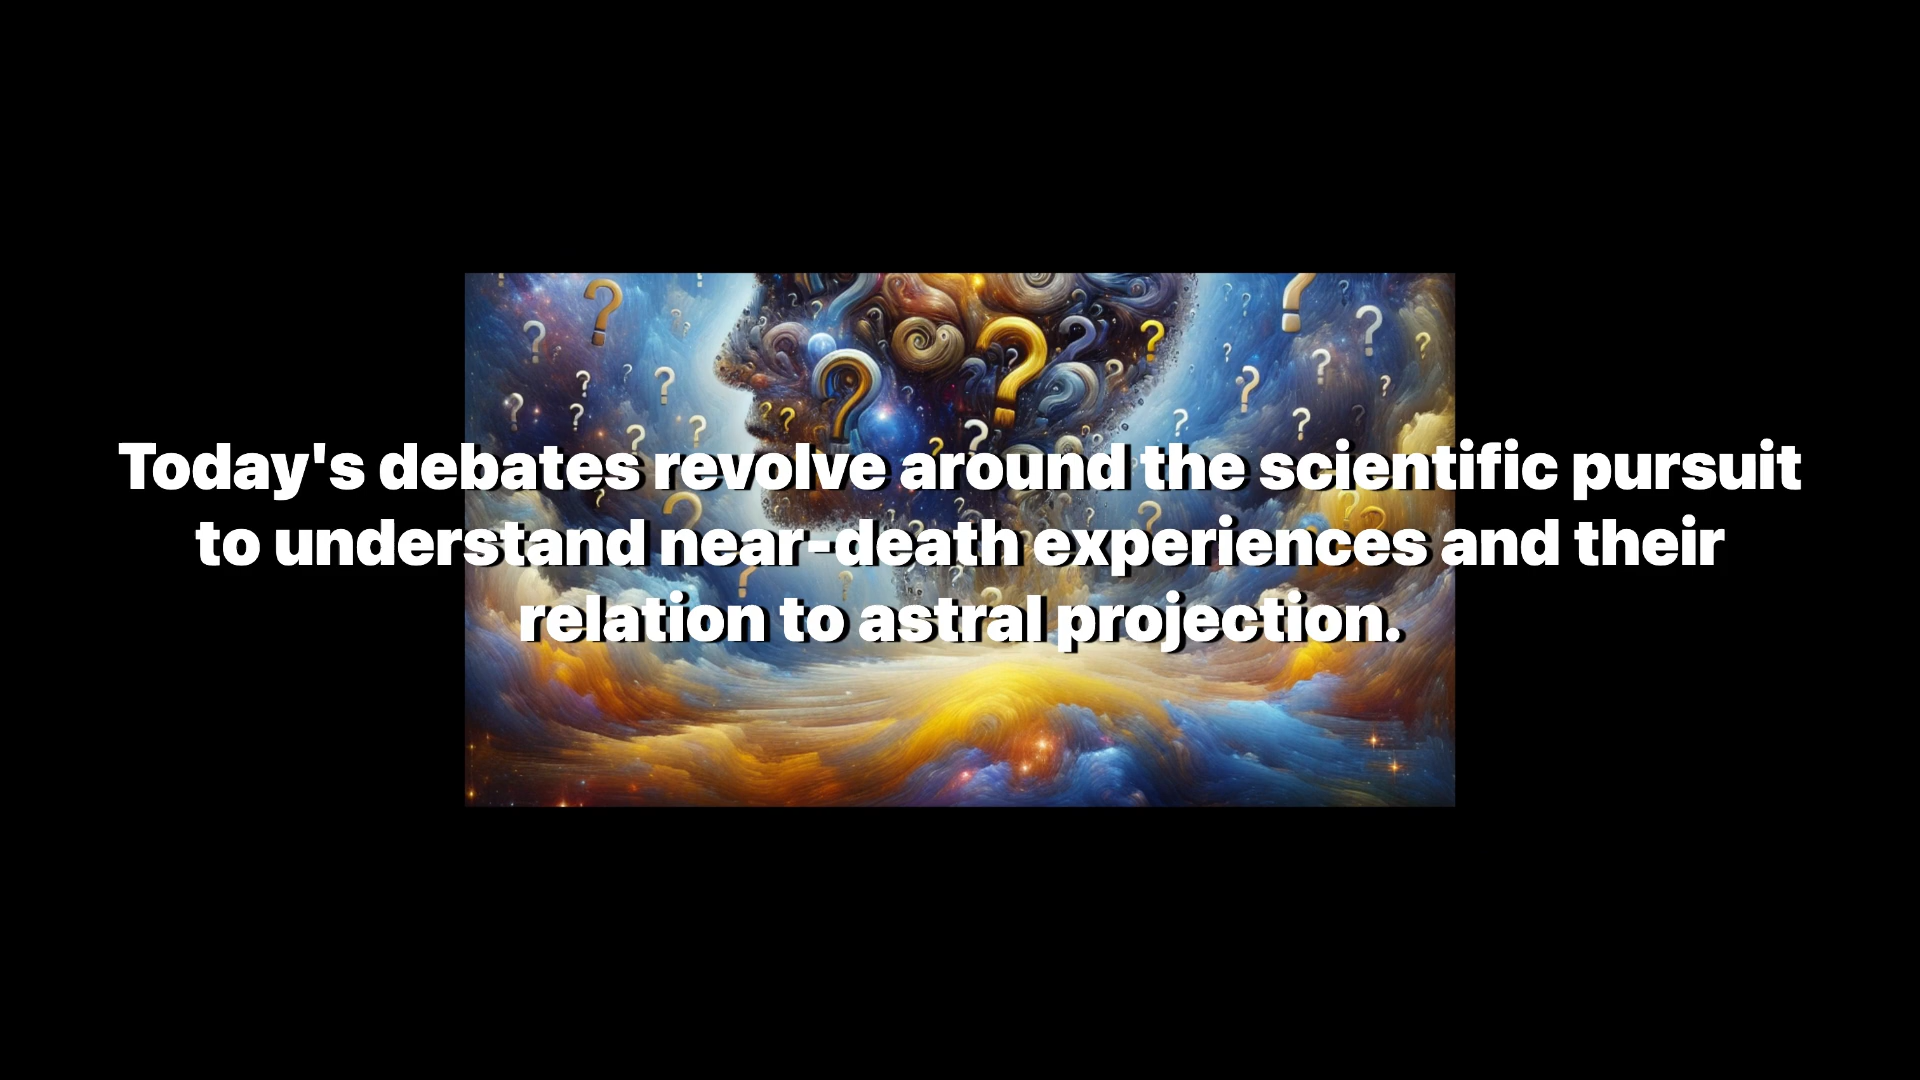 Today's debates revolve around the scientific pursuit
to understand near-death experiences and their
relation to astral projection.